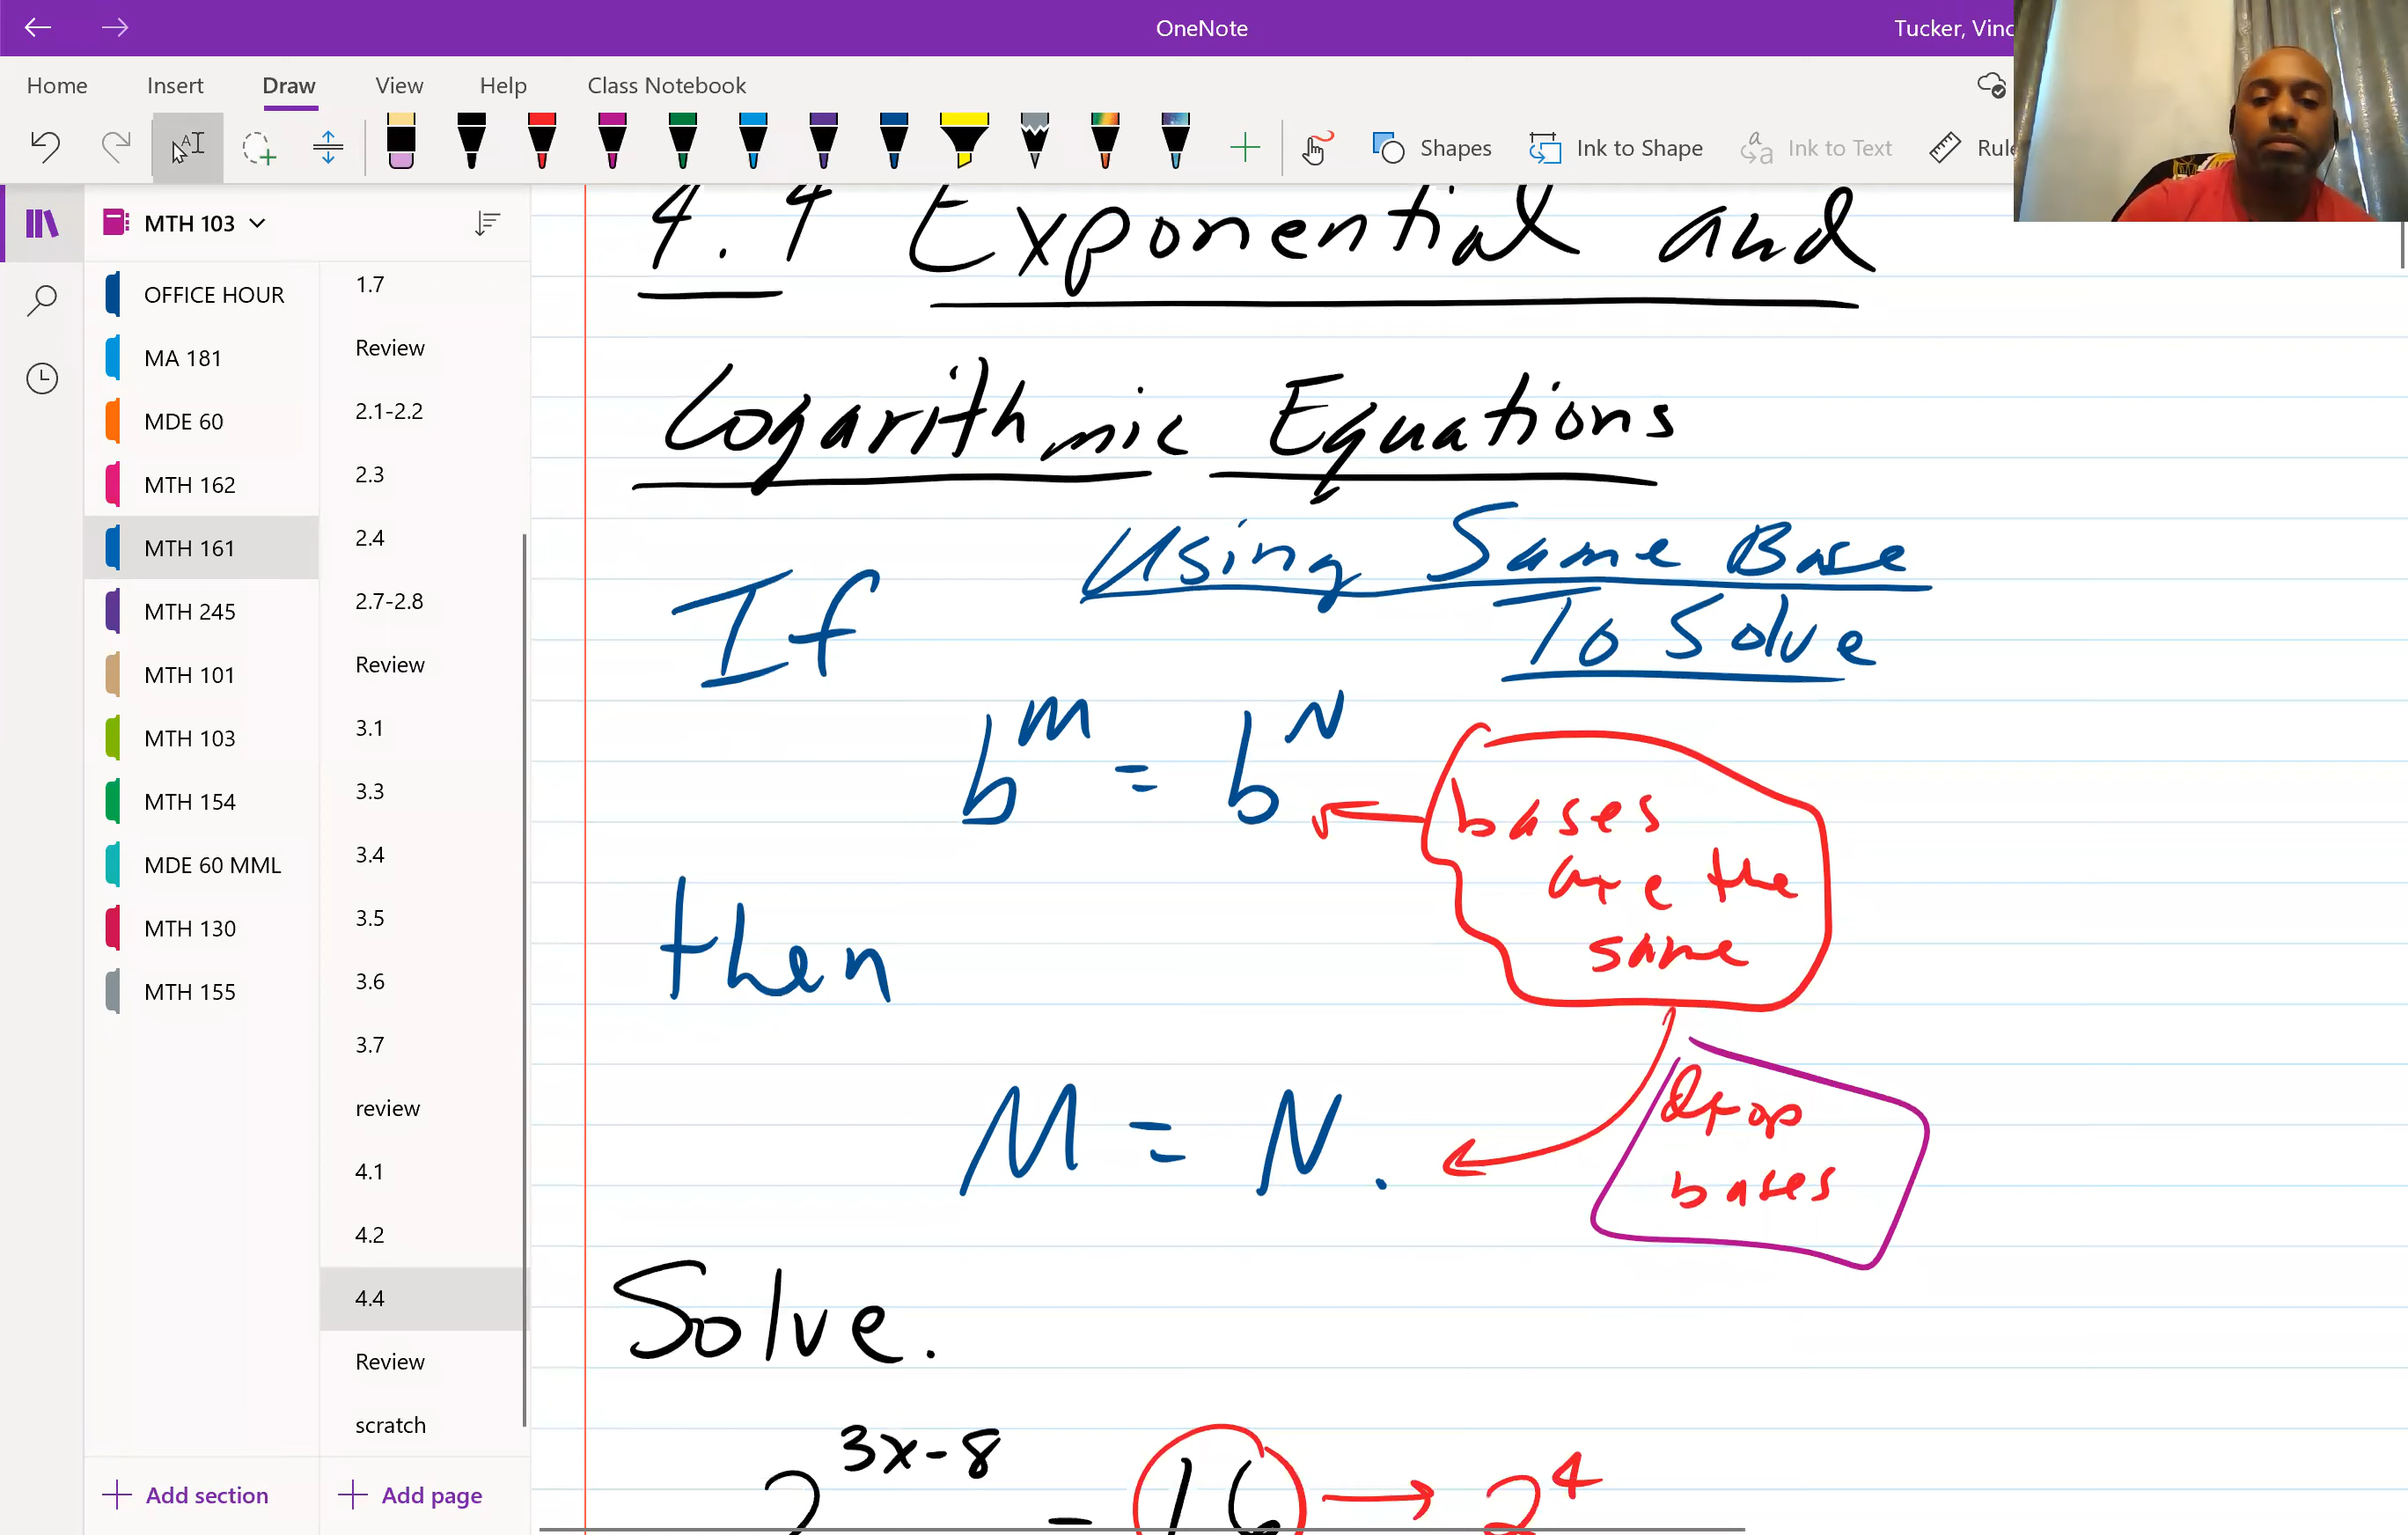 OneNote
Tucker, Vinc
Home Insert Draw View Help Class Notebook
Shapes Ink to Shape Ink to Text Rule
MTH 103
OFFICE HOUR
MA 181
MDE 60
MTH 162
MTH 161
MTH 245
MTH 101
MTH 103
MTH 154
MDE 60 MML
MTH 130
MTH 155
Add section
1.7
Review
2.1-2.2
2.3
2.4
2.7-2.8
Review
3.1
3.3
3.4
3.5
3.6
3.7
review
4.1
4.2
4.4
Review
scratch
Add page
4.4 Exponential and
Logarithmic Equations
Using Same Base
To Solve
If
b^M = b^N
bases
are the
same
then
M = N.
drop
bases
Solve.
2^3x-8 = 16 → 2^4